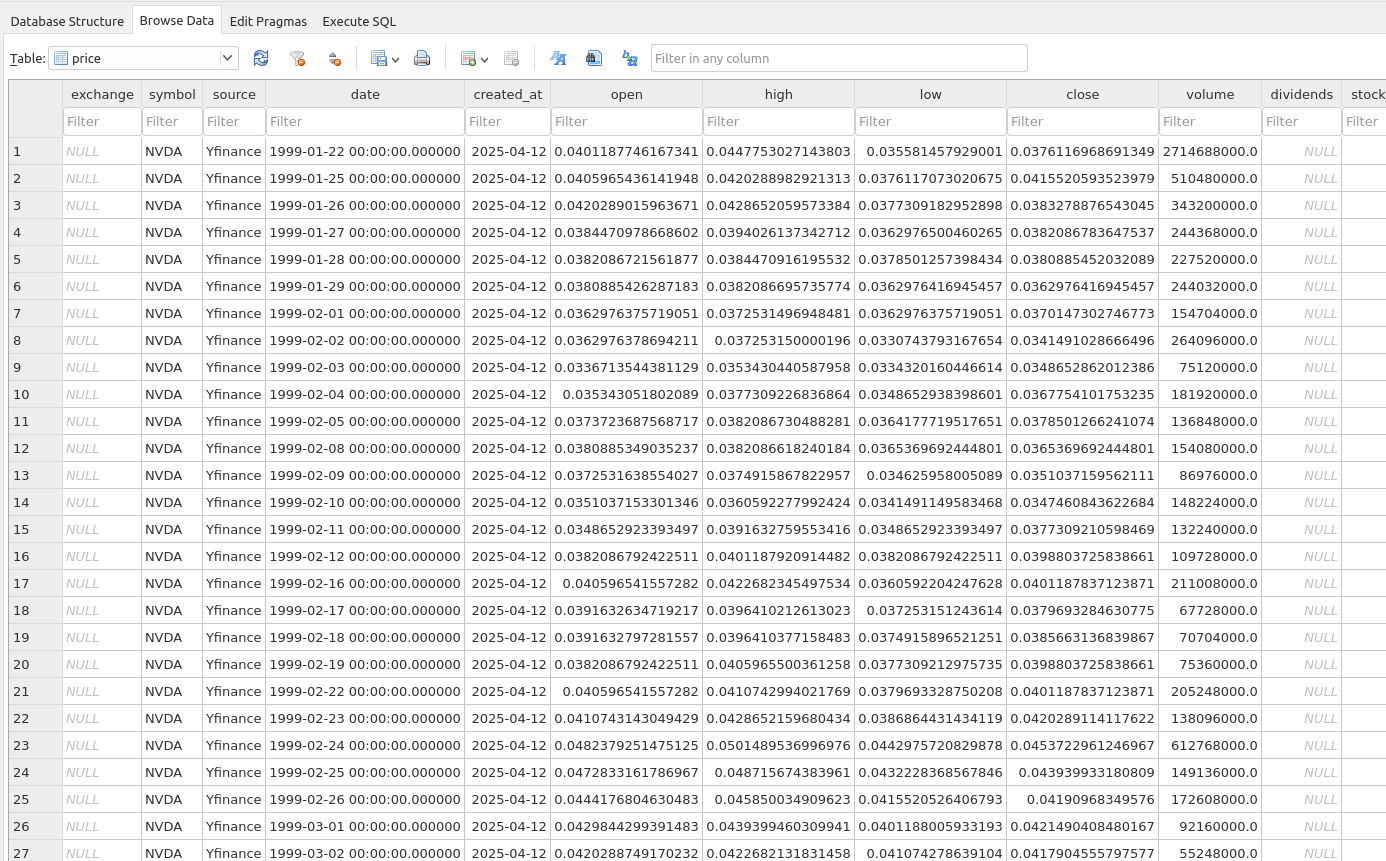 Database Structure Browse Data Edit Pragmas Execute SQL
Table: price Filter in any column
exchange symbol source date created_at open high low close volume dividends stock
Filter Filter Filter Filter Filter Filter Filter Filter Filter Filter Filter Filter
1 NULL NVDA Yfinance 1999-01-22 00:00:00.000000 2025-04-12 0.0401187746167341 0.0447753027143803 0.035581457929001 0.0376116968691349 2714688000.0 NULL
2 NULL NVDA Yfinance 1999-01-25 00:00:00.000000 2025-04-12 0.0405965436141948 0.0420288982921313 0.0376117073020675 0.0415520593523979 510480000.0 NULL
3 NULL NVDA Yfinance 1999-01-26 00:00:00.000000 2025-04-12 0.0420289015963671 0.0428652059573384 0.0377309182952898 0.0383278876543045 343200000.0 NULL
4 NULL NVDA Yfinance 1999-01-27 00:00:00.000000 2025-04-12 0.0384470978668602 0.0394026137342712 0.0362976500460265 0.0382086783647537 244368000.0 NULL
5 NULL NVDA Yfinance 1999-01-28 00:00:00.000000 2025-04-12 0.0382086721561877 0.0384470916195532 0.0378501257398434 0.0380885452032089 227520000.0 NULL
6 NULL NVDA Yfinance 1999-01-29 00:00:00.000000 2025-04-12 0.0380885426287183 0.0382086695735774 0.0362976416945457 0.0362976416945457 244032000.0 NULL
7 NULL NVDA Yfinance 1999-02-01 00:00:00.000000 2025-04-12 0.0362976375719051 0.0372531496948481 0.0362976375719051 0.0370147302746773 154704000.0 NULL
8 NULL NVDA Yfinance 1999-02-02 00:00:00.000000 2025-04-12 0.0362976378694211 0.037253150000196 0.0330743793167654 0.0341491028666496 264096000.0 NULL
9 NULL NVDA Yfinance 1999-02-03 00:00:00.000000 2025-04-12 0.0336713544381129 0.0353430440587958 0.0334320160446614 0.0348652862012386 75120000.0 NULL
10 NULL NVDA Yfinance 1999-02-04 00:00:00.000000 2025-04-12 0.035343051802089 0.0377309226836864 0.0348652938398601 0.0367754101753235 181920000.0 NULL
11 NULL NVDA Yfinance 1999-02-05 00:00:00.000000 2025-04-12 0.0373723687568717 0.0382086730488281 0.0364177719517651 0.0378501266241074 136848000.0 NULL
12 NULL NVDA Yfinance 1999-02-08 00:00:00.000000 2025-04-12 0.0380885349035237 0.0382086618240184 0.0365369692444801 0.0365369692444801 154080000.0 NULL
13 NULL NVDA Yfinance 1999-02-09 00:00:00.000000 2025-04-12 0.0372531638554027 0.0374915867822957 0.034625958005089 0.0351037159562111 86976000.0 NULL
14 NULL NVDA Yfinance 1999-02-10 00:00:00.000000 2025-04-12 0.0351037153301346 0.0360592277992424 0.0341491149583468 0.0347460843622684 148224000.0 NULL
15 NULL NVDA Yfinance 1999-02-11 00:00:00.000000 2025-04-12 0.0348652923393497 0.0391632759553416 0.0348652923393497 0.0377309210598469 132240000.0 NULL
16 NULL NVDA Yfinance 1999-02-12 00:00:00.000000 2025-04-12 0.0382086792422511 0.0401187920914482 0.0382086792422511 0.0398803725838661 109728000.0 NULL
17 NULL NVDA Yfinance 1999-02-16 00:00:00.000000 2025-04-12 0.040596541557282 0.0422682345497534 0.0360592204247628 0.0401187837123871 211008000.0 NULL
18 NULL NVDA Yfinance 1999-02-17 00:00:00.000000 2025-04-12 0.0391632634719217 0.0396410212613023 0.037253151243614 0.0379693284630775 67728000.0 NULL
19 NULL NVDA Yfinance 1999-02-18 00:00:00.000000 2025-04-12 0.0391632797281557 0.0396410377158483 0.0374915896521251 0.0385663136839867 70704000.0 NULL
20 NULL NVDA Yfinance 1999-02-19 00:00:00.000000 2025-04-12 0.0382086792422511 0.0405965500361258 0.0377309212975735 0.0398803725838661 75360000.0 NULL
21 NULL NVDA Yfinance 1999-02-22 00:00:00.000000 2025-04-12 0.040596541557282 0.0410742994021769 0.0379693328750208 0.0401187837123871 205248000.0 NULL
22 NULL NVDA Yfinance 1999-02-23 00:00:00.000000 2025-04-12 0.0410743143049429 0.0428652159680434 0.0386864431434119 0.0420289114117622 138096000.0 NULL
23 NULL NVDA Yfinance 1999-02-24 00:00:00.000000 2025-04-12 0.0482379251475125 0.0501489536996976 0.0442975720829878 0.0453722961246967 612768000.0 NULL
24 NULL NVDA Yfinance 1999-02-25 00:00:00.000000 2025-04-12 0.0472833161786967 0.048715674383961 0.0432228368567846 0.043939933180809 149136000.0 NULL
25 NULL NVDA Yfinance 1999-02-26 00:00:00.000000 2025-04-12 0.0444176804630483 0.045850034909623 0.0415520526406793 0.04190968349576 172608000.0 NULL
26 NULL NVDA Yfinance 1999-03-01 00:00:00.000000 2025-04-12 0.0429844299391483 0.0439399460309941 0.0401188005933193 0.0421490408480167 92160000.0 NULL
27 NULL NVDA Yfinance 1999-03-02 00:00:00.000000 2025-04-12 0.0420288749170232 0.0422682131831458 0.041074278639104 0.0417904555797577 55248000.0 NULL